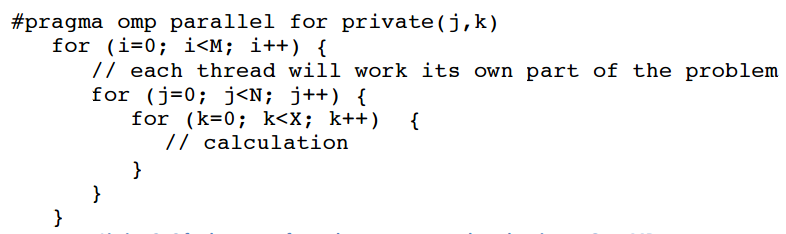 #pragma omp parallel for private(j,k)
for (i=0; i<M; i++) {
// each thread will work its own part of the problem
for (j=0; j<N; j++) {
for (k=0; k<X; k++) {
// calculation
}
}
}